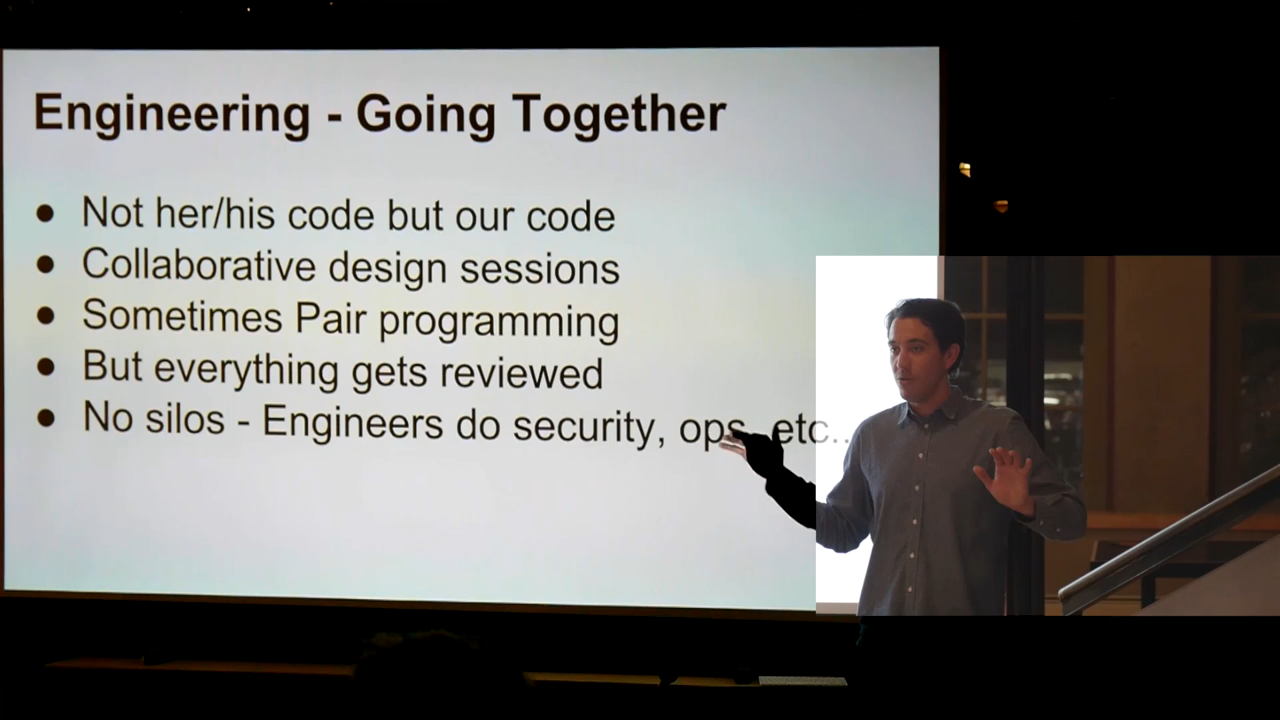 Engineering - Going Together
● Not her/his code but our code
● Collaborative design sessions
● Sometimes Pair programming
● But everything gets reviewed
● No silos - Engineers do security, ops, etc..